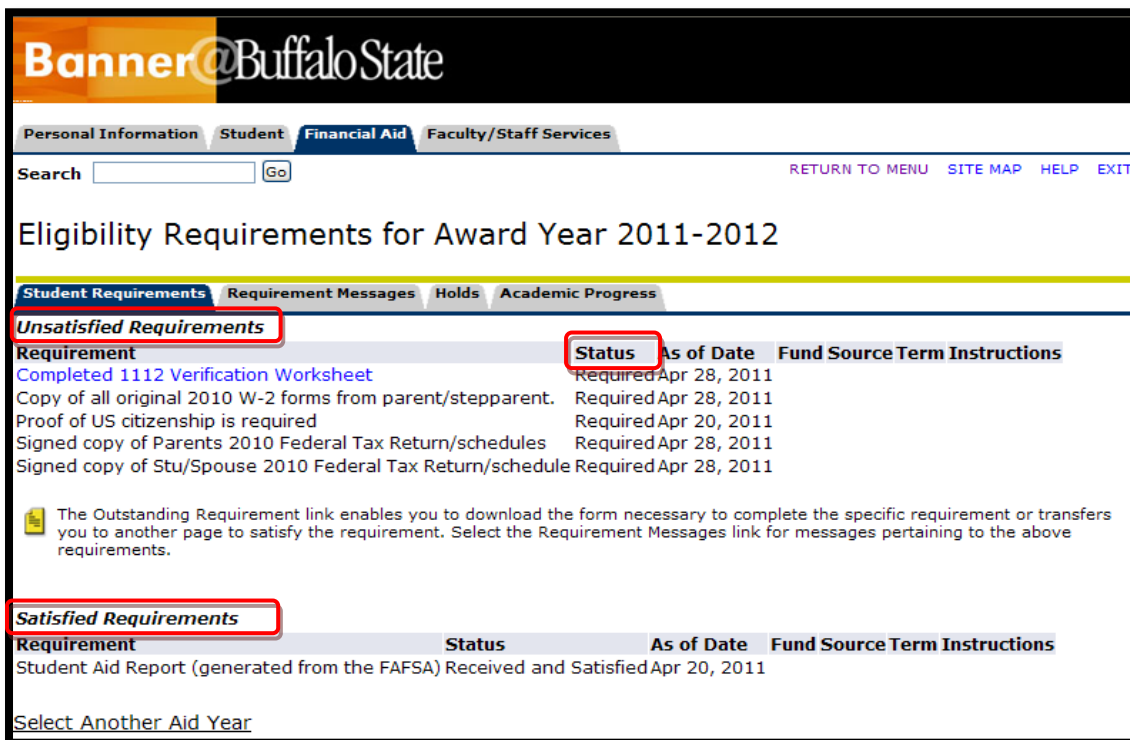 Banner@Buffalo State
Personal Information Student Financial Aid Faculty/Staff Services
Search Go RETURN TO MENU SITE MAP HELP EXIT
Eligibility Requirements for Award Year 2011-2012
Student Requirements Requirement Messages Holds Academic Progress
Unsatisfied Requirements
Requirement Status As of Date Fund Source Term Instructions
Completed 1112 Verification Worksheet Required Apr 28, 2011
Copy of all original 2010 W-2 forms from parent/stepparent. Required Apr 28, 2011
Proof of US citizenship is required Required Apr 20, 2011
Signed copy of Parents 2010 Federal Tax Return/schedules Required Apr 28, 2011
Signed copy of Stu/Spouse 2010 Federal Tax Return/schedule Required Apr 28, 2011
The Outstanding Requirement link enables you to download the form necessary to complete the specific requirement or transfers
you to another page to satisfy the requirement. Select the Requirement Messages link for messages pertaining to the above
requirements.
Satisfied Requirements
Requirement Status As of Date Fund Source Term Instructions
Student Aid Report (generated from the FAFSA) Received and Satisfied Apr 20, 2011
Select Another Aid Year